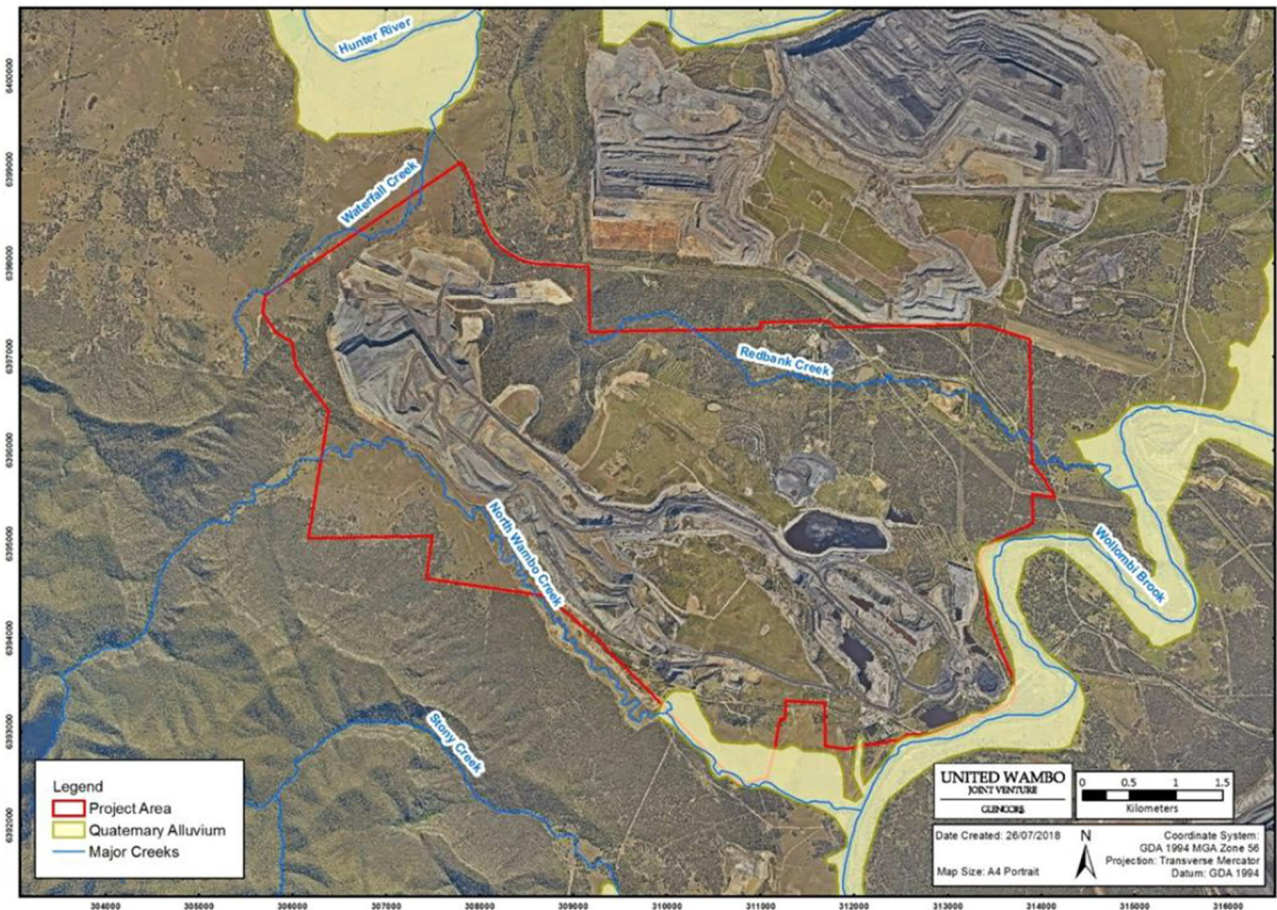 Hunter River
Waterfall Creek
Redbank Creek
North Wambo Creek
Wollombi Brook
Stony Creek
6400000
6399000
6398000
6397000
6396000
6395000
6394000
6393000
6392000
Legend
Project Area
Quaternary Alluvium
Major Creeks
UNITED WAMBO
JOINT VENTURE
GLENCORE
0 0.5 1 1.5
Kilometers
Date Created: 26/07/2018
Map Size: A4 Portrait
N
Coordinate System:
GDA 1994 MGA Zone 56
Projection: Transverse Mercator
Datum: GDA 1994
304000 305000 306000 307000 308000 309000 310000 311000 312000 313000 314000 315000 316000